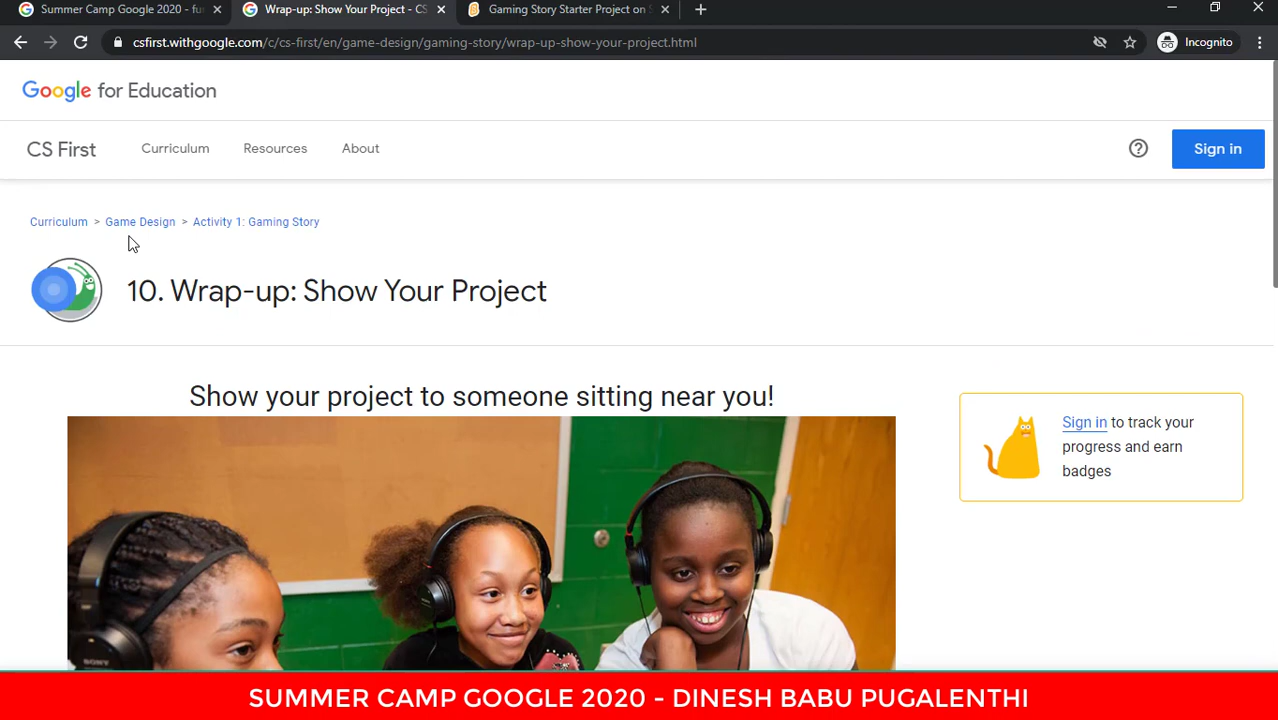 Summer Camp Google 2020 - fu
Wrap-up: Show Your Project - CS
Gaming Story Starter Project on S
csfirst.withgoogle.com/c/cs-first/en/game-design/gaming-story/wrap-up-show-your-project.html
Incognito
Google for Education
CS First Curriculum Resources About Sign in
Curriculum > Game Design > Activity 1: Gaming Story
10. Wrap-up: Show Your Project
Show your project to someone sitting near you!
Sign in to track your
progress and earn
badges
SONY
SUMMER CAMP GOOGLE 2020 - DINESH BABU PUGALENTHI